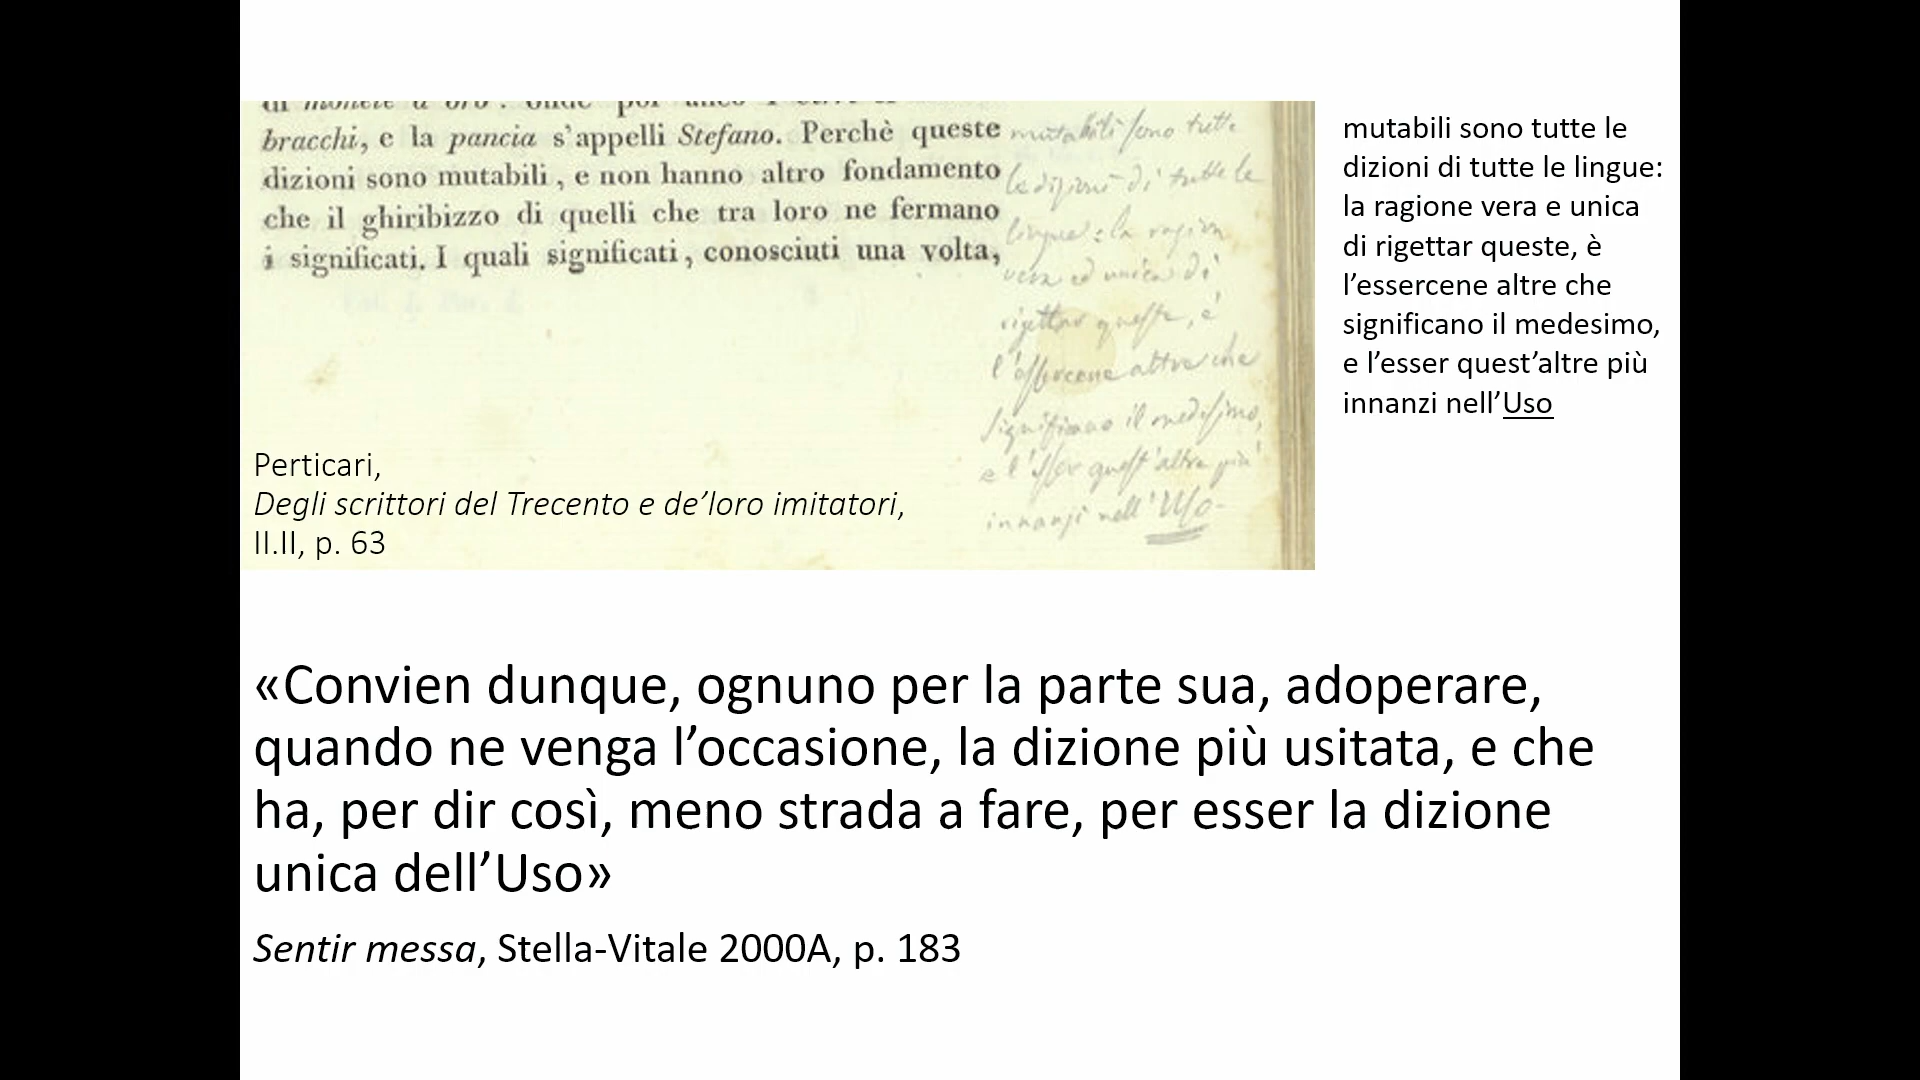 di monete d'oro: onde poi anco i
bracchi, e la pancia s'appelli Stefano. Perchè queste
dizioni sono mutabili, e non hanno altro fondamento
che il ghiribizzo di quelli che tra loro ne fermano
i significati. I quali significati, conosciuti una volta,
mutabili sono tutte
le dizioni di tutte le
lingue: la ragion
vera ed unica di
rigettar queste, è
l'essercene altre che
significano il medesimo,
e l'esser quest'altre più
innanzi nell'Uso-
mutabili sono tutte le
dizioni di tutte le lingue:
la ragione vera e unica
di rigettar queste, è
l’essercene altre che
significano il medesimo,
e l’esser quest’altre più
innanzi nell’Uso
Perticari,
Degli scrittori del Trecento e de’loro imitatori,
II.II, p. 63
«Convien dunque, ognuno per la parte sua, adoperare,
quando ne venga l’occasione, la dizione più usitata, e che
ha, per dir così, meno strada a fare, per esser la dizione
unica dell’Uso»
Sentir messa, Stella-Vitale 2000A, p. 183